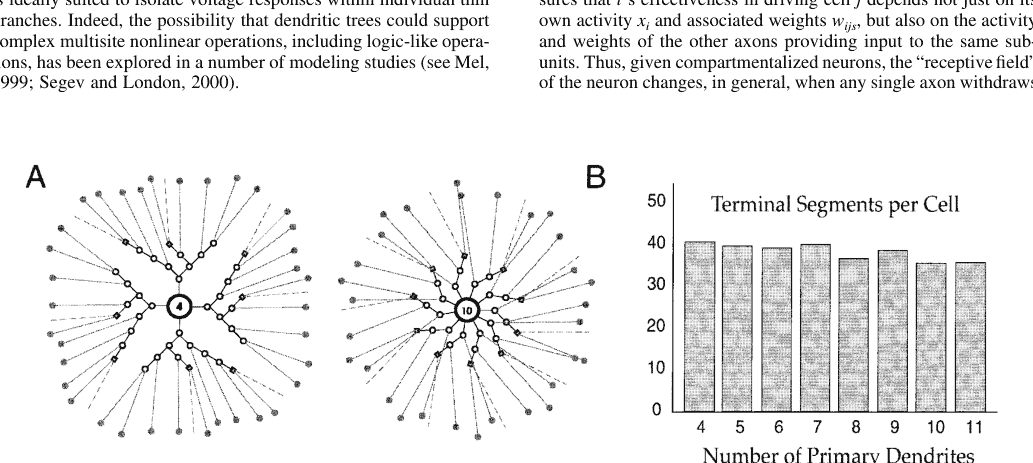 s ideally suited to isolate voltage responses within individual thin
ranches. Indeed, the possibility that dendritic trees could support
omplex multisite nonlinear operations, including logic-like opera-
ons, has been explored in a number of modeling studies (see Mel,
999; Segev and London, 2000).
sures that i's effectiveness in driving cell j depends not just on its
own activity xi and associated weights wijs, but also on the activity
and weights of the other axons providing input to the same sub-
units. Thus, given compartmentalized neurons, the “receptive field”
of the neuron changes, in general, when any single axon withdraws
A
4
10
B
Terminal Segments per Cell
50
40
30
20
10
0
4 5 6 7 8 9 10 11
Number of Primary Dendrites